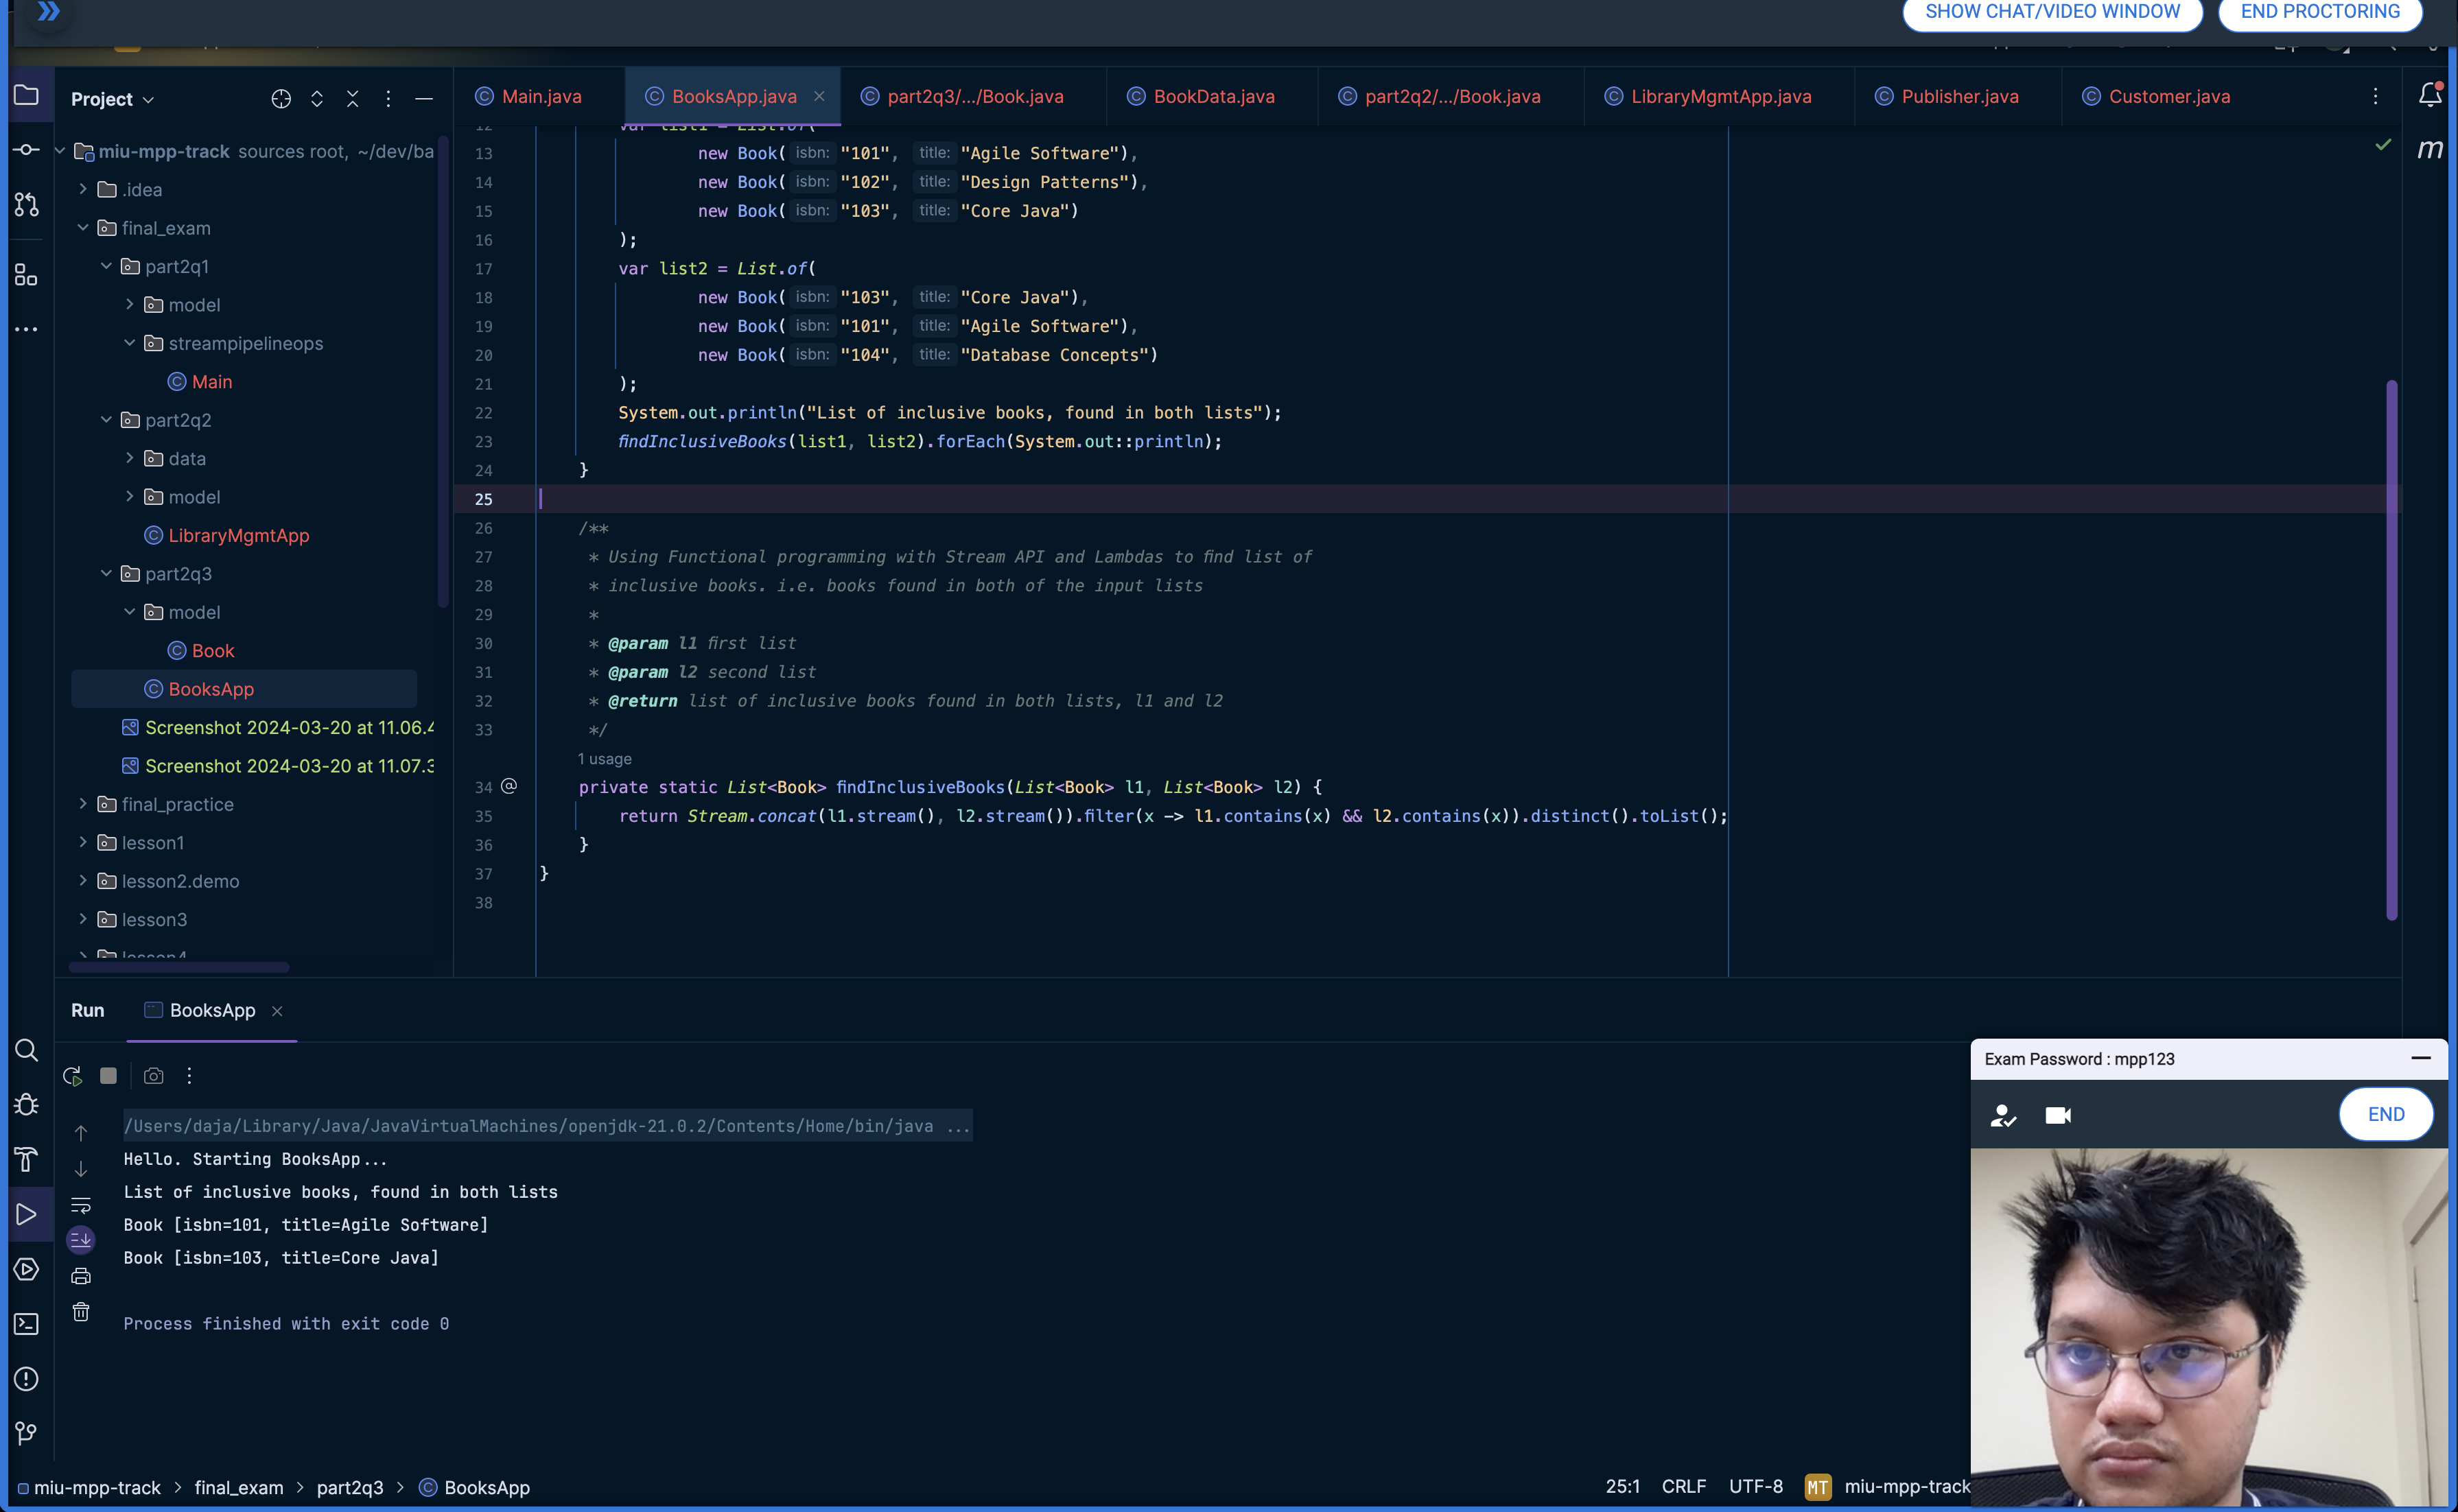 SHOW CHAT/VIDEO WINDOW
END PROCTORING
Project
Main.java
BooksApp.java
part2q3/.../Book.java
BookData.java
part2q2/.../Book.java
LibraryMgmtApp.java
Publisher.java
Customer.java
m
miu-mpp-track sources root, ~/dev/ba
.idea
final_exam
part2q1
model
streampipelineops
Main
part2q2
data
model
LibraryMgmtApp
part2q3
model
Book
BooksApp
Screenshot 2024-03-20 at 11.06.4
Screenshot 2024-03-20 at 11.07.3
final_practice
lesson1
lesson2.demo
lesson3
lesson4
12 var list1 = List.of(
13 new Book( isbn: "101", title: "Agile Software"),
14 new Book( isbn: "102", title: "Design Patterns"),
15 new Book( isbn: "103", title: "Core Java")
16 );
17 var list2 = List.of(
18 new Book( isbn: "103", title: "Core Java"),
19 new Book( isbn: "101", title: "Agile Software"),
20 new Book( isbn: "104", title: "Database Concepts")
21 );
22 System.out.println("List of inclusive books, found in both lists");
23 findInclusiveBooks(list1, list2).forEach(System.out::println);
24 }
25
26 /**
27 * Using Functional programming with Stream API and Lambdas to find list of
28 * inclusive books. i.e. books found in both of the input lists
29 *
30 * @param l1 first list
31 * @param l2 second list
32 * @return list of inclusive books found in both lists, l1 and l2
33 */
1 usage
34 @ private static List<Book> findInclusiveBooks(List<Book> l1, List<Book> l2) {
35 return Stream.concat(l1.stream(), l2.stream()).filter(x -> l1.contains(x) && l2.contains(x)).distinct().toList();
36 }
37 }
38
Run
BooksApp
/Users/daja/Library/Java/JavaVirtualMachines/openjdk-21.0.2/Contents/Home/bin/java ...
Hello. Starting BooksApp...
List of inclusive books, found in both lists
Book [isbn=101, title=Agile Software]
Book [isbn=103, title=Core Java]
Process finished with exit code 0
Exam Password : mpp123
END
miu-mpp-track > final_exam > part2q3 > BooksApp
25:1 CRLF UTF-8 MT miu-mpp-track